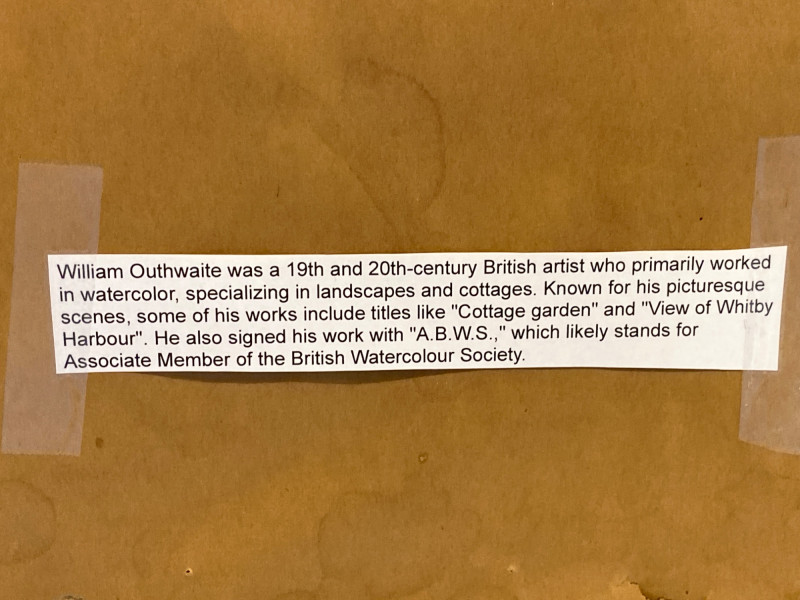 William Outhwaite was a 19th and 20th-century British artist who primarily worked
in watercolor, specializing in landscapes and cottages. Known for his picturesque
scenes, some of his works include titles like "Cottage garden" and "View of Whitby
Harbour". He also signed his work with "A.B.W.S.," which likely stands for
Associate Member of the British Watercolour Society.